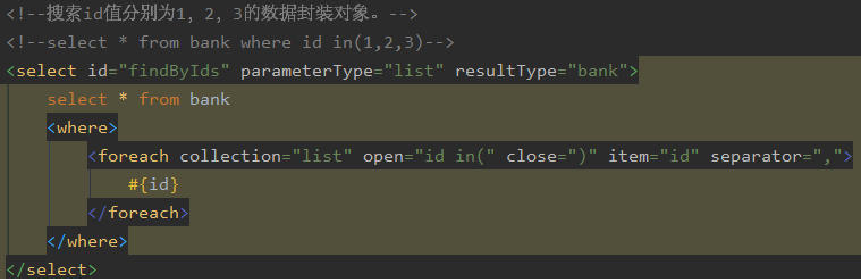 <!--搜索id值分别为1, 2, 3的数据封装对象。-->
<!--select * from bank where id in(1,2,3)-->
<select id="findByIds" parameterType="list" resultType="bank">
select * from bank
<where>
<foreach collection="list" open="id in(" close=")" item="id" separator=",">
#{id}
</foreach>
</where>
</select>